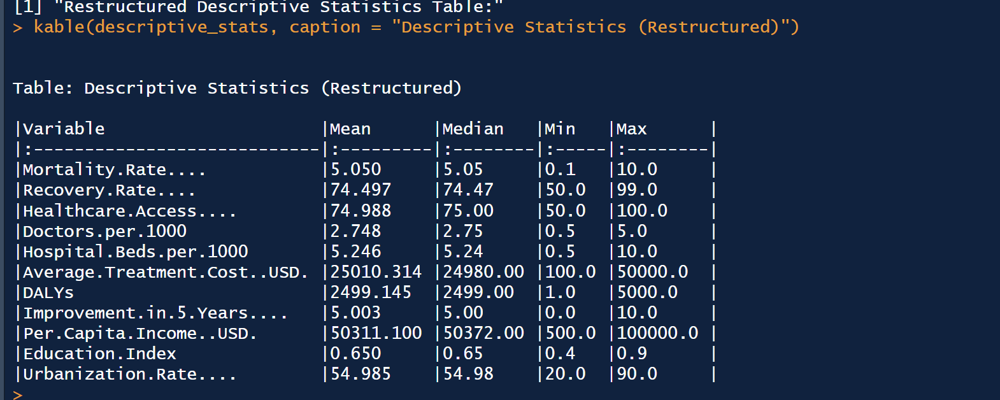 [1] "Restructured Descriptive Statistics Table:"
> kable(descriptive_stats, caption = "Descriptive Statistics (Restructured)")
Table: Descriptive Statistics (Restructured)
|Variable                     |Mean      |Median   |Min   |Max      |
|:----------------------------|:---------|:--------|:-----|:--------|
|Mortality.Rate....           |5.050     |5.05     |0.1   |10.0     |
|Recovery.Rate....            |74.497    |74.47    |50.0  |99.0     |
|Healthcare.Access....        |74.988    |75.00    |50.0  |100.0    |
|Doctors.per.1000             |2.748     |2.75     |0.5   |5.0      |
|Hospital.Beds.per.1000       |5.246     |5.24     |0.5   |10.0     |
|Average.Treatment.Cost..USD. |25010.314 |24980.00 |100.0 |50000.0  |
|DALYs                        |2499.145  |2499.00  |1.0   |5000.0   |
|Improvement.in.5.Years....   |5.003     |5.00     |0.0   |10.0     |
|Per.Capita.Income..USD.      |50311.100 |50372.00 |500.0 |100000.0 |
|Education.Index              |0.650     |0.65     |0.4   |0.9      |
|Urbanization.Rate....        |54.985    |54.98    |20.0  |90.0     |
>